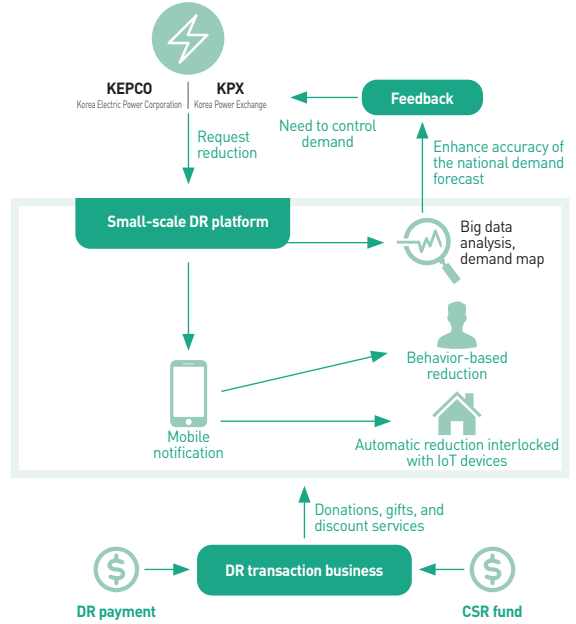 KEPCO
Korea Electric Power Corporation
KPX
Korea Power Exchange
Feedback
Need to control
demand
Request
reduction
Enhance accuracy of
the national demand
forecast
Small-scale DR platform
Big data
analysis,
demand map
Behavior-based
reduction
Mobile
notification
Automatic reduction interlocked
with IoT devices
Donations, gifts, and
discount services
DR transaction business
DR payment
CSR fund